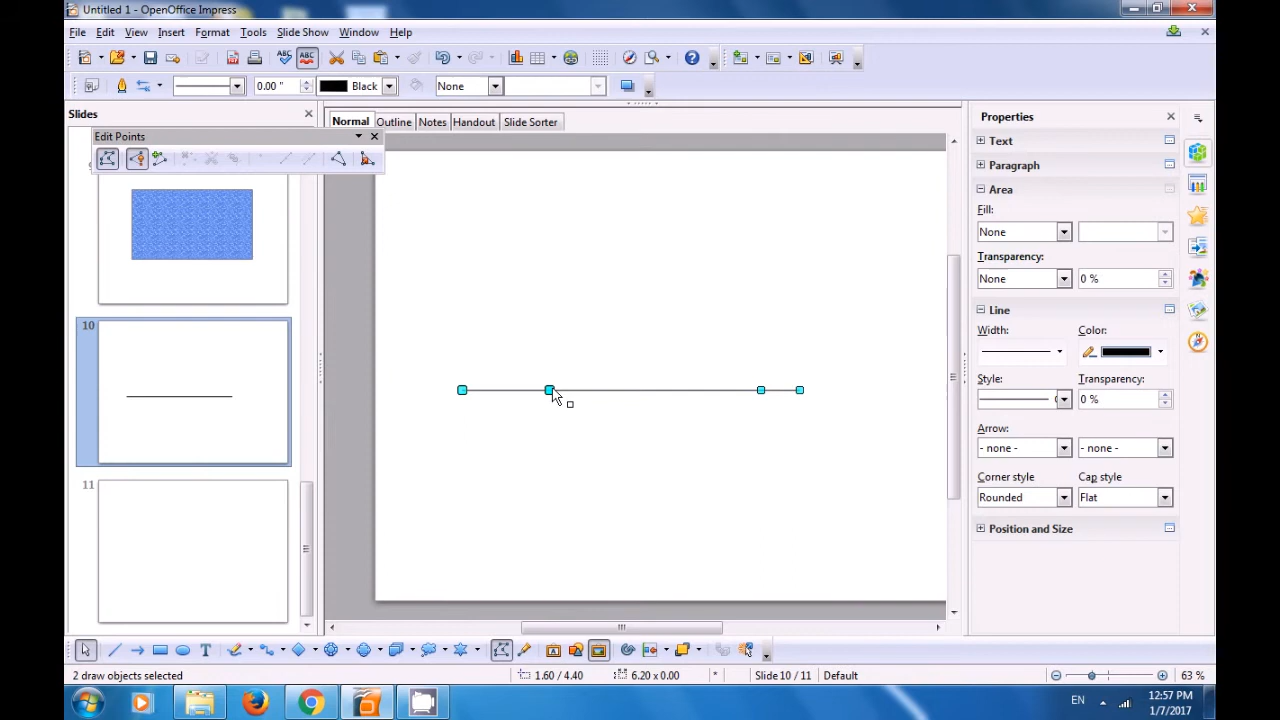 Untitled 1 - OpenOffice Impress
File Edit View Insert Format Tools Slide Show Window Help
0.00 " Black None
Slides
Normal Outline Notes Handout Slide Sorter
Edit Points
10
11
Properties
Text
Paragraph
Area
Fill:
None
Transparency:
None 0 %
Line
Width: Color:
Style: Transparency:
0 %
Arrow:
- none - - none -
Corner style Cap style
Rounded Flat
Position and Size
2 draw objects selected 1.60 / 4.40 6.20 x 0.00 * Slide 10 / 11 Default 63 %
EN 12:57 PM
1/7/2017